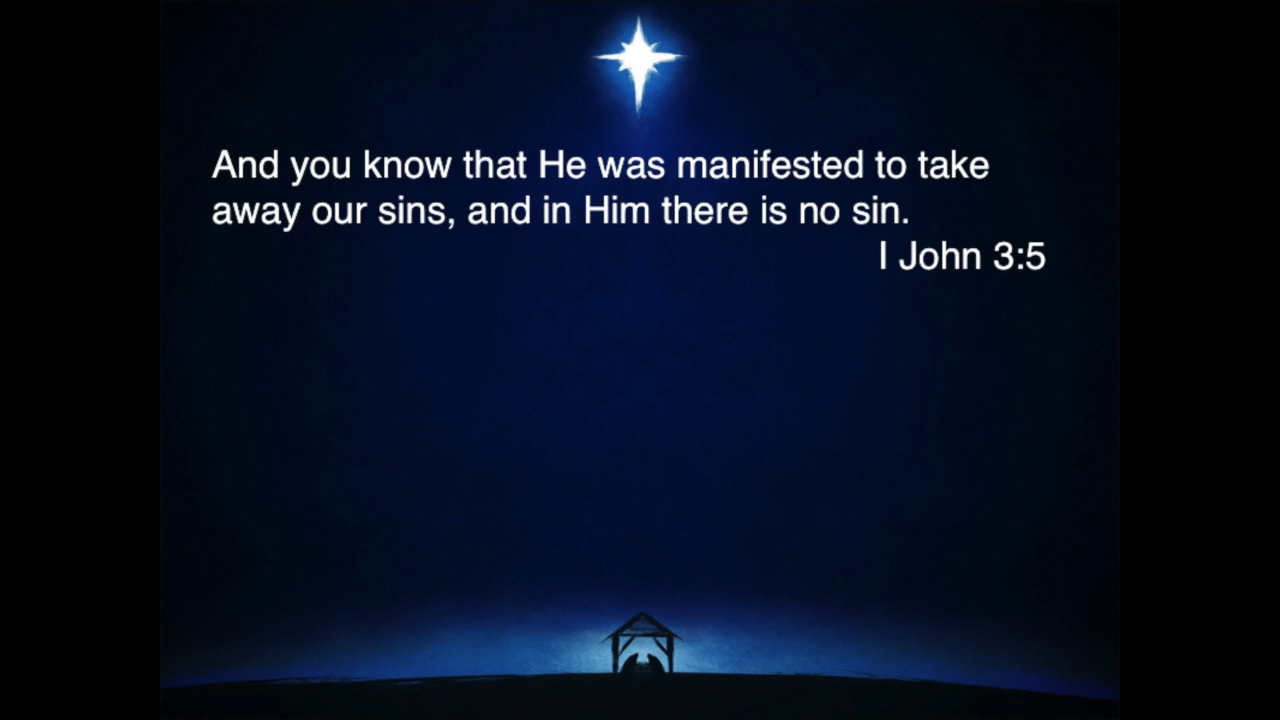 And you know that He was manifested to take
away our sins, and in Him there is no sin.
I John 3:5